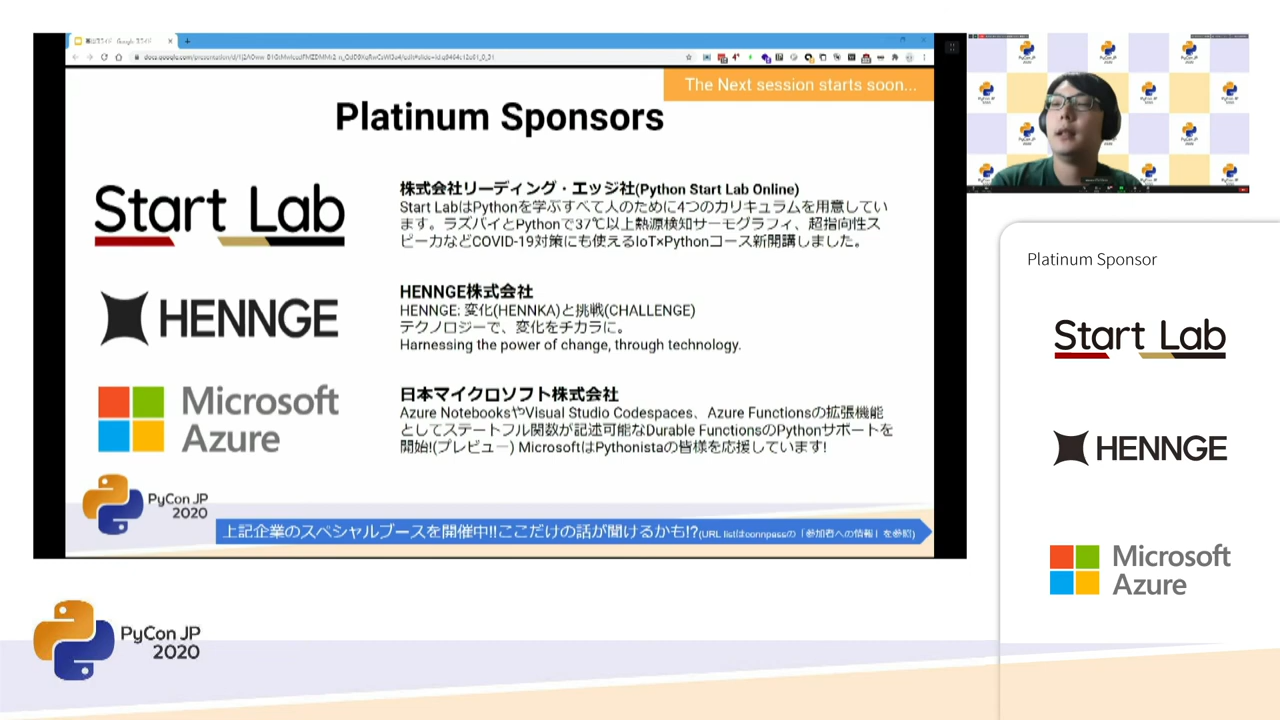 The Next session starts soon...
Platinum Sponsors
Start Lab
株式会社リーディング・エッジ社(Python Start Lab Online)
Start LabはPythonを学ぶすべて人のために4つのカリキュラムを用意してい
ます。ラズパイとPythonで37℃以上熱源検知サーモグラフィ、超指向性ス
ピーカなどCOVID-19対策にも使えるIoT×Pythonコース新開講しました。
HENNGE
HENNGE株式会社
HENNGE: 変化(HENNKA)と挑戦(CHALLENGE)
テクノロジーで、変化をチカラに。
Harnessing the power of change, through technology.
Microsoft
Azure
日本マイクロソフト株式会社
Azure NotebooksやVisual Studio Codespaces、Azure Functionsの拡張機能
としてステートフル関数が記述可能なDurable FunctionsのPythonサポートを
開始!(プレビュー) MicrosoftはPythonistaの皆様を応援しています!
PyCon JP
2020
上記企業のスペシャルブースを開催中!!ここだけの話が聞けるかも!?(URL listはconnpassの「参加者への情報」を参照)
PyCon JP
2020
Platinum Sponsor
Start Lab
HENNGE
Microsoft
Azure